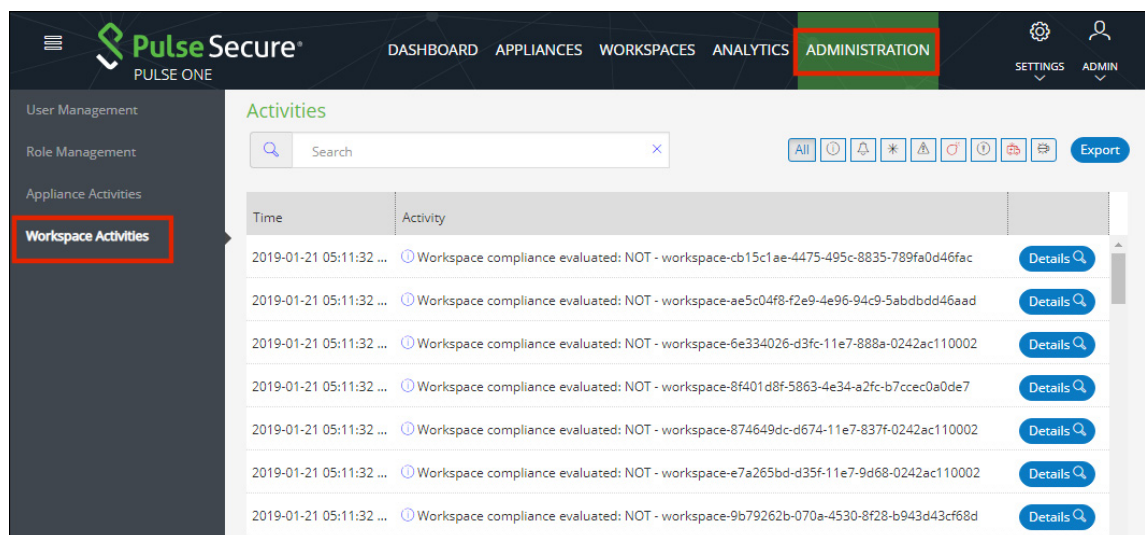 Pulse Secure®
PULSE ONE
DASHBOARD APPLIANCES WORKSPACES ANALYTICS ADMINISTRATION
SETTINGS ADMIN
User Management
Role Management
Appliance Activities
Workspace Activities
Activities
Search
All
Export
Time Activity
2019-01-21 05:11:32 ... Workspace compliance evaluated: NOT - workspace-cb15c1ae-4475-495c-8835-789fa0d46fac Details
2019-01-21 05:11:32 ... Workspace compliance evaluated: NOT - workspace-ae5c04f8-f2e9-4e96-94c9-5abdbdd46aad Details
2019-01-21 05:11:32 ... Workspace compliance evaluated: NOT - workspace-6e334026-d3fc-11e7-888a-0242ac110002 Details
2019-01-21 05:11:32 ... Workspace compliance evaluated: NOT - workspace-8f401d8f-5863-4e34-a2fc-b7ccec0a0de7 Details
2019-01-21 05:11:32 ... Workspace compliance evaluated: NOT - workspace-874649dc-d674-11e7-837f-0242ac110002 Details
2019-01-21 05:11:32 ... Workspace compliance evaluated: NOT - workspace-e7a265bd-d35f-11e7-9d68-0242ac110002 Details
2019-01-21 05:11:32 ... Workspace compliance evaluated: NOT - workspace-9b79262b-070a-4530-8f28-b943d43cf68d Details